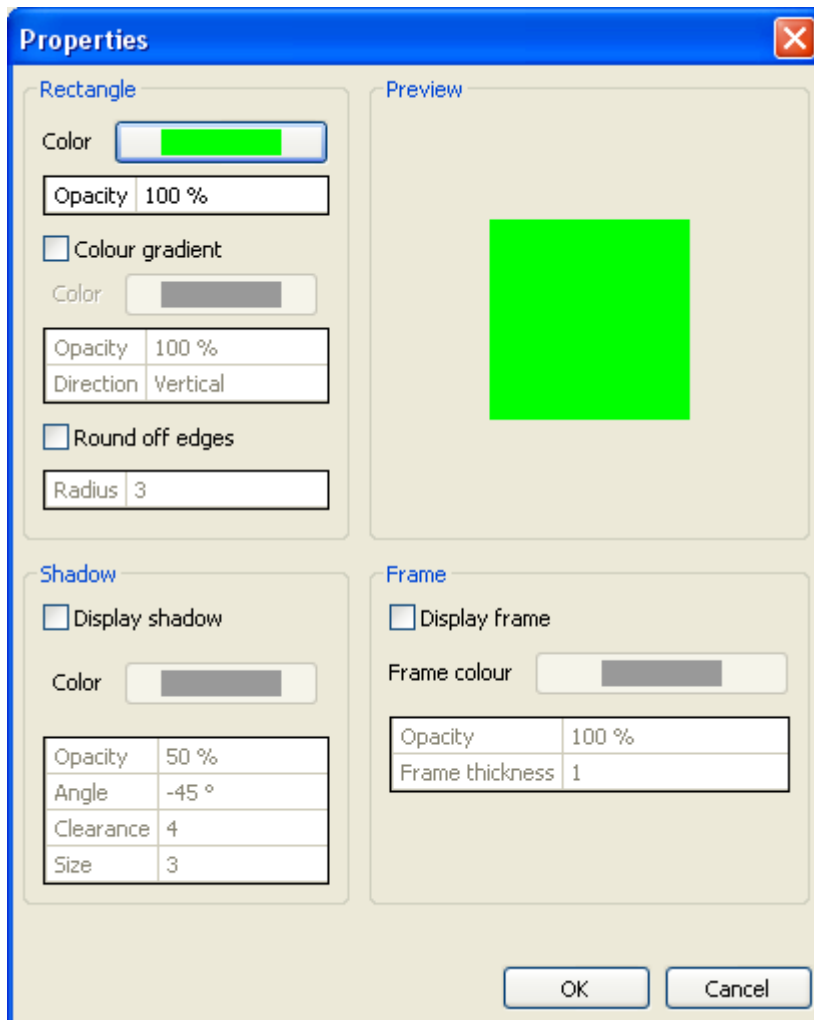 Properties
Rectangle
Color
Opacity 100 %
Colour gradient
Color
Opacity 100 %
Direction Vertical
Round off edges
Radius 3
Preview
Shadow
Display shadow
Color
Opacity 50 %
Angle -45 °
Clearance 4
Size 3
Frame
Display frame
Frame colour
Opacity 100 %
Frame thickness 1
OK
Cancel